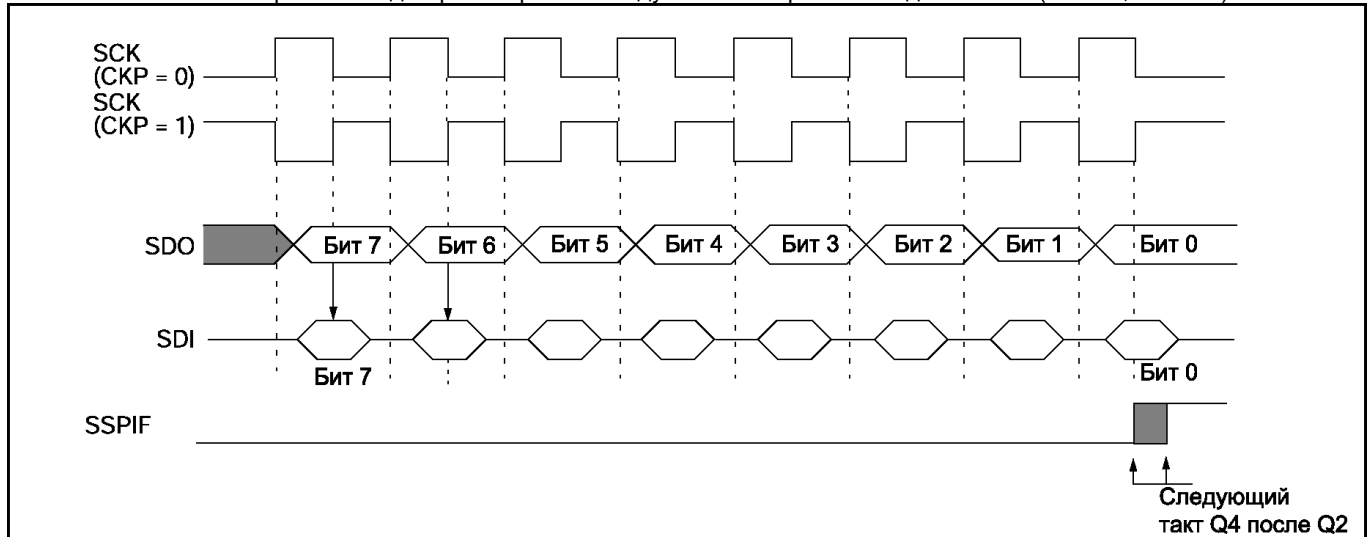 SCK
(CKP = 0)
SCK
(CKP = 1)
SDO
Бит 7
Бит 6
Бит 5
Бит 4
Бит 3
Бит 2
Бит 1
Бит 0
SDI
Бит 7
Бит 0
SSPIF
Следующий
такт Q4 после Q2